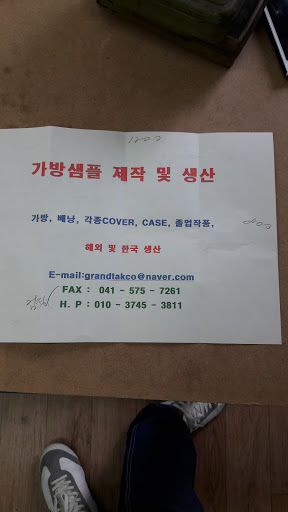 가방샘플 제작 및 생산
가방, 배낭, 각종COVER, CASE, 졸업작품,
해외 및 한국 생산
E-mail:grandtakco@naver.com
FAX : 041 - 575 - 7261
H. P : 010 - 3745 - 3811